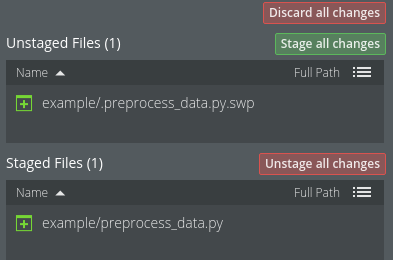 Discard all changes
Unstaged Files (1)
Stage all changes
Name
Full Path
example/.preprocess_data.py.swp
Staged Files (1)
Unstage all changes
Name
Full Path
example/preprocess_data.py